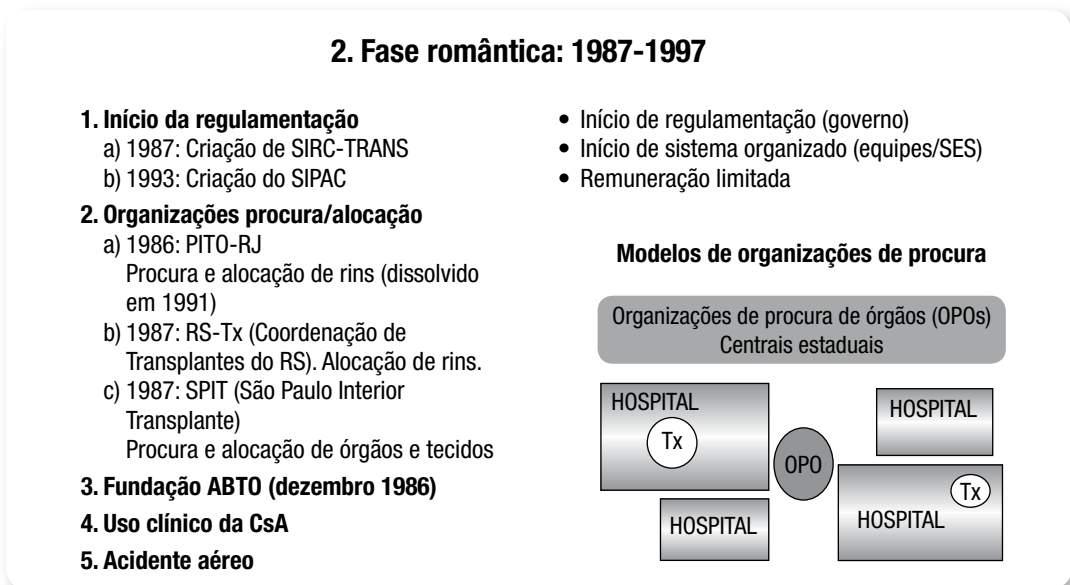 2. Fase romântica: 1987-1997
1. Início da regulamentação
a) 1987: Criação de SIRC-TRANS
b) 1993: Criação do SIPAC
2. Organizações procura/alocação
a) 1986: PITO-RJ
Procura e alocação de rins (dissolvido
em 1991)
b) 1987: RS-Tx (Coordenação de
Transplantes do RS). Alocação de rins.
c) 1987: SPIT (São Paulo Interior
Transplante)
Procura e alocação de órgãos e tecidos
3. Fundação ABTO (dezembro 1986)
4. Uso clínico da CsA
5. Acidente aéreo
• Início de regulamentação (governo)
• Início de sistema organizado (equipes/SES)
• Remuneração limitada
Modelos de organizações de procura
Organizações de procura de órgãos (OPOs)
Centrais estaduais
HOSPITAL
Tx
HOSPITAL
OPO
HOSPITAL
Tx
HOSPITAL